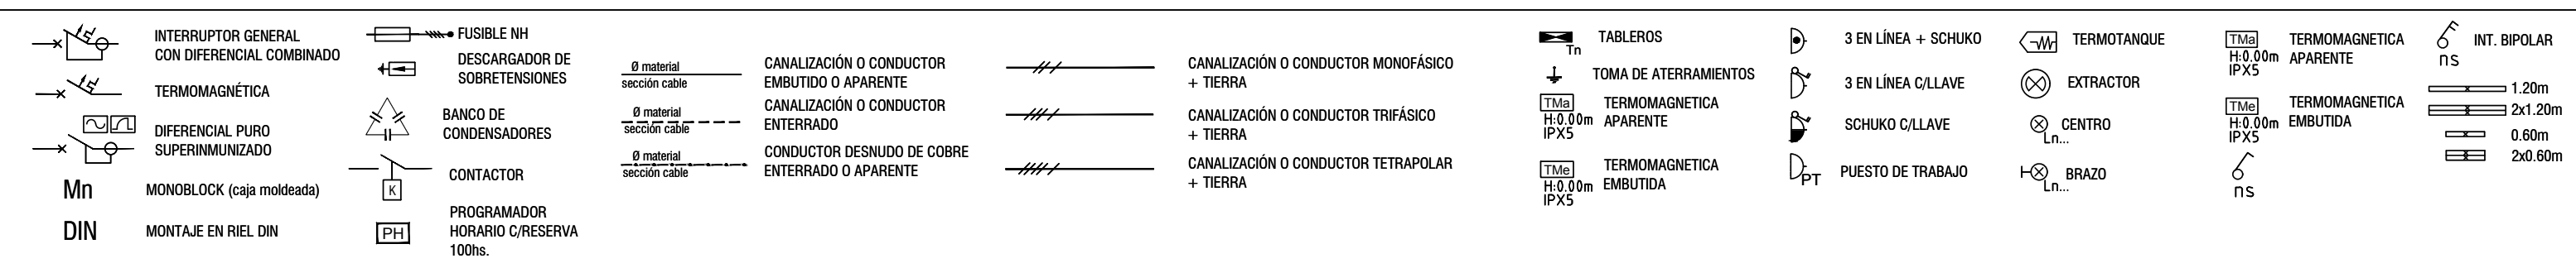 INTERRUPTOR GENERAL
CON DIFERENCIAL COMBINADO
TERMOMAGNÉTICA
DIFERENCIAL PURO
SUPERINMUNIZADO
Mn
MONOBLOCK (caja moldeada)
DIN
MONTAJE EN RIEL DIN
FUSIBLE NH
DESCARGADOR DE
SOBRETENSIONES
BANCO DE
CONDENSADORES
K
CONTACTOR
PH
PROGRAMADOR
HORARIO C/RESERVA
100hs.
Ø material
sección cable
CANALIZACIÓN O CONDUCTOR
EMBUTIDO O APARENTE
Ø material
sección cable
CANALIZACIÓN O CONDUCTOR
ENTERRADO
Ø material
sección cable
CONDUCTOR DESNUDO DE COBRE
ENTERRADO O APARENTE
CANALIZACIÓN O CONDUCTOR MONOFÁSICO
+ TIERRA
CANALIZACIÓN O CONDUCTOR TRIFÁSICO
+ TIERRA
CANALIZACIÓN O CONDUCTOR TETRAPOLAR
+ TIERRA
Tn
TABLEROS
TOMA DE ATERRAMIENTOS
TMa
H:0.00m
IPX5
TERMOMAGNETICA
APARENTE
TMe
H:0.00m
IPX5
TERMOMAGNETICA
EMBUTIDA
3 EN LÍNEA + SCHUKO
3 EN LÍNEA C/LLAVE
SCHUKO C/LLAVE
PT
PUESTO DE TRABAJO
TERMOTANQUE
EXTRACTOR
Ln...
CENTRO
Ln...
BRAZO
TMa
H:0.00m
IPX5
TERMOMAGNETICA
APARENTE
TMe
H:0.00m
IPX5
TERMOMAGNETICA
EMBUTIDA
ns
ns
INT. BIPOLAR
1.20m
2x1.20m
0.60m
2x0.60m